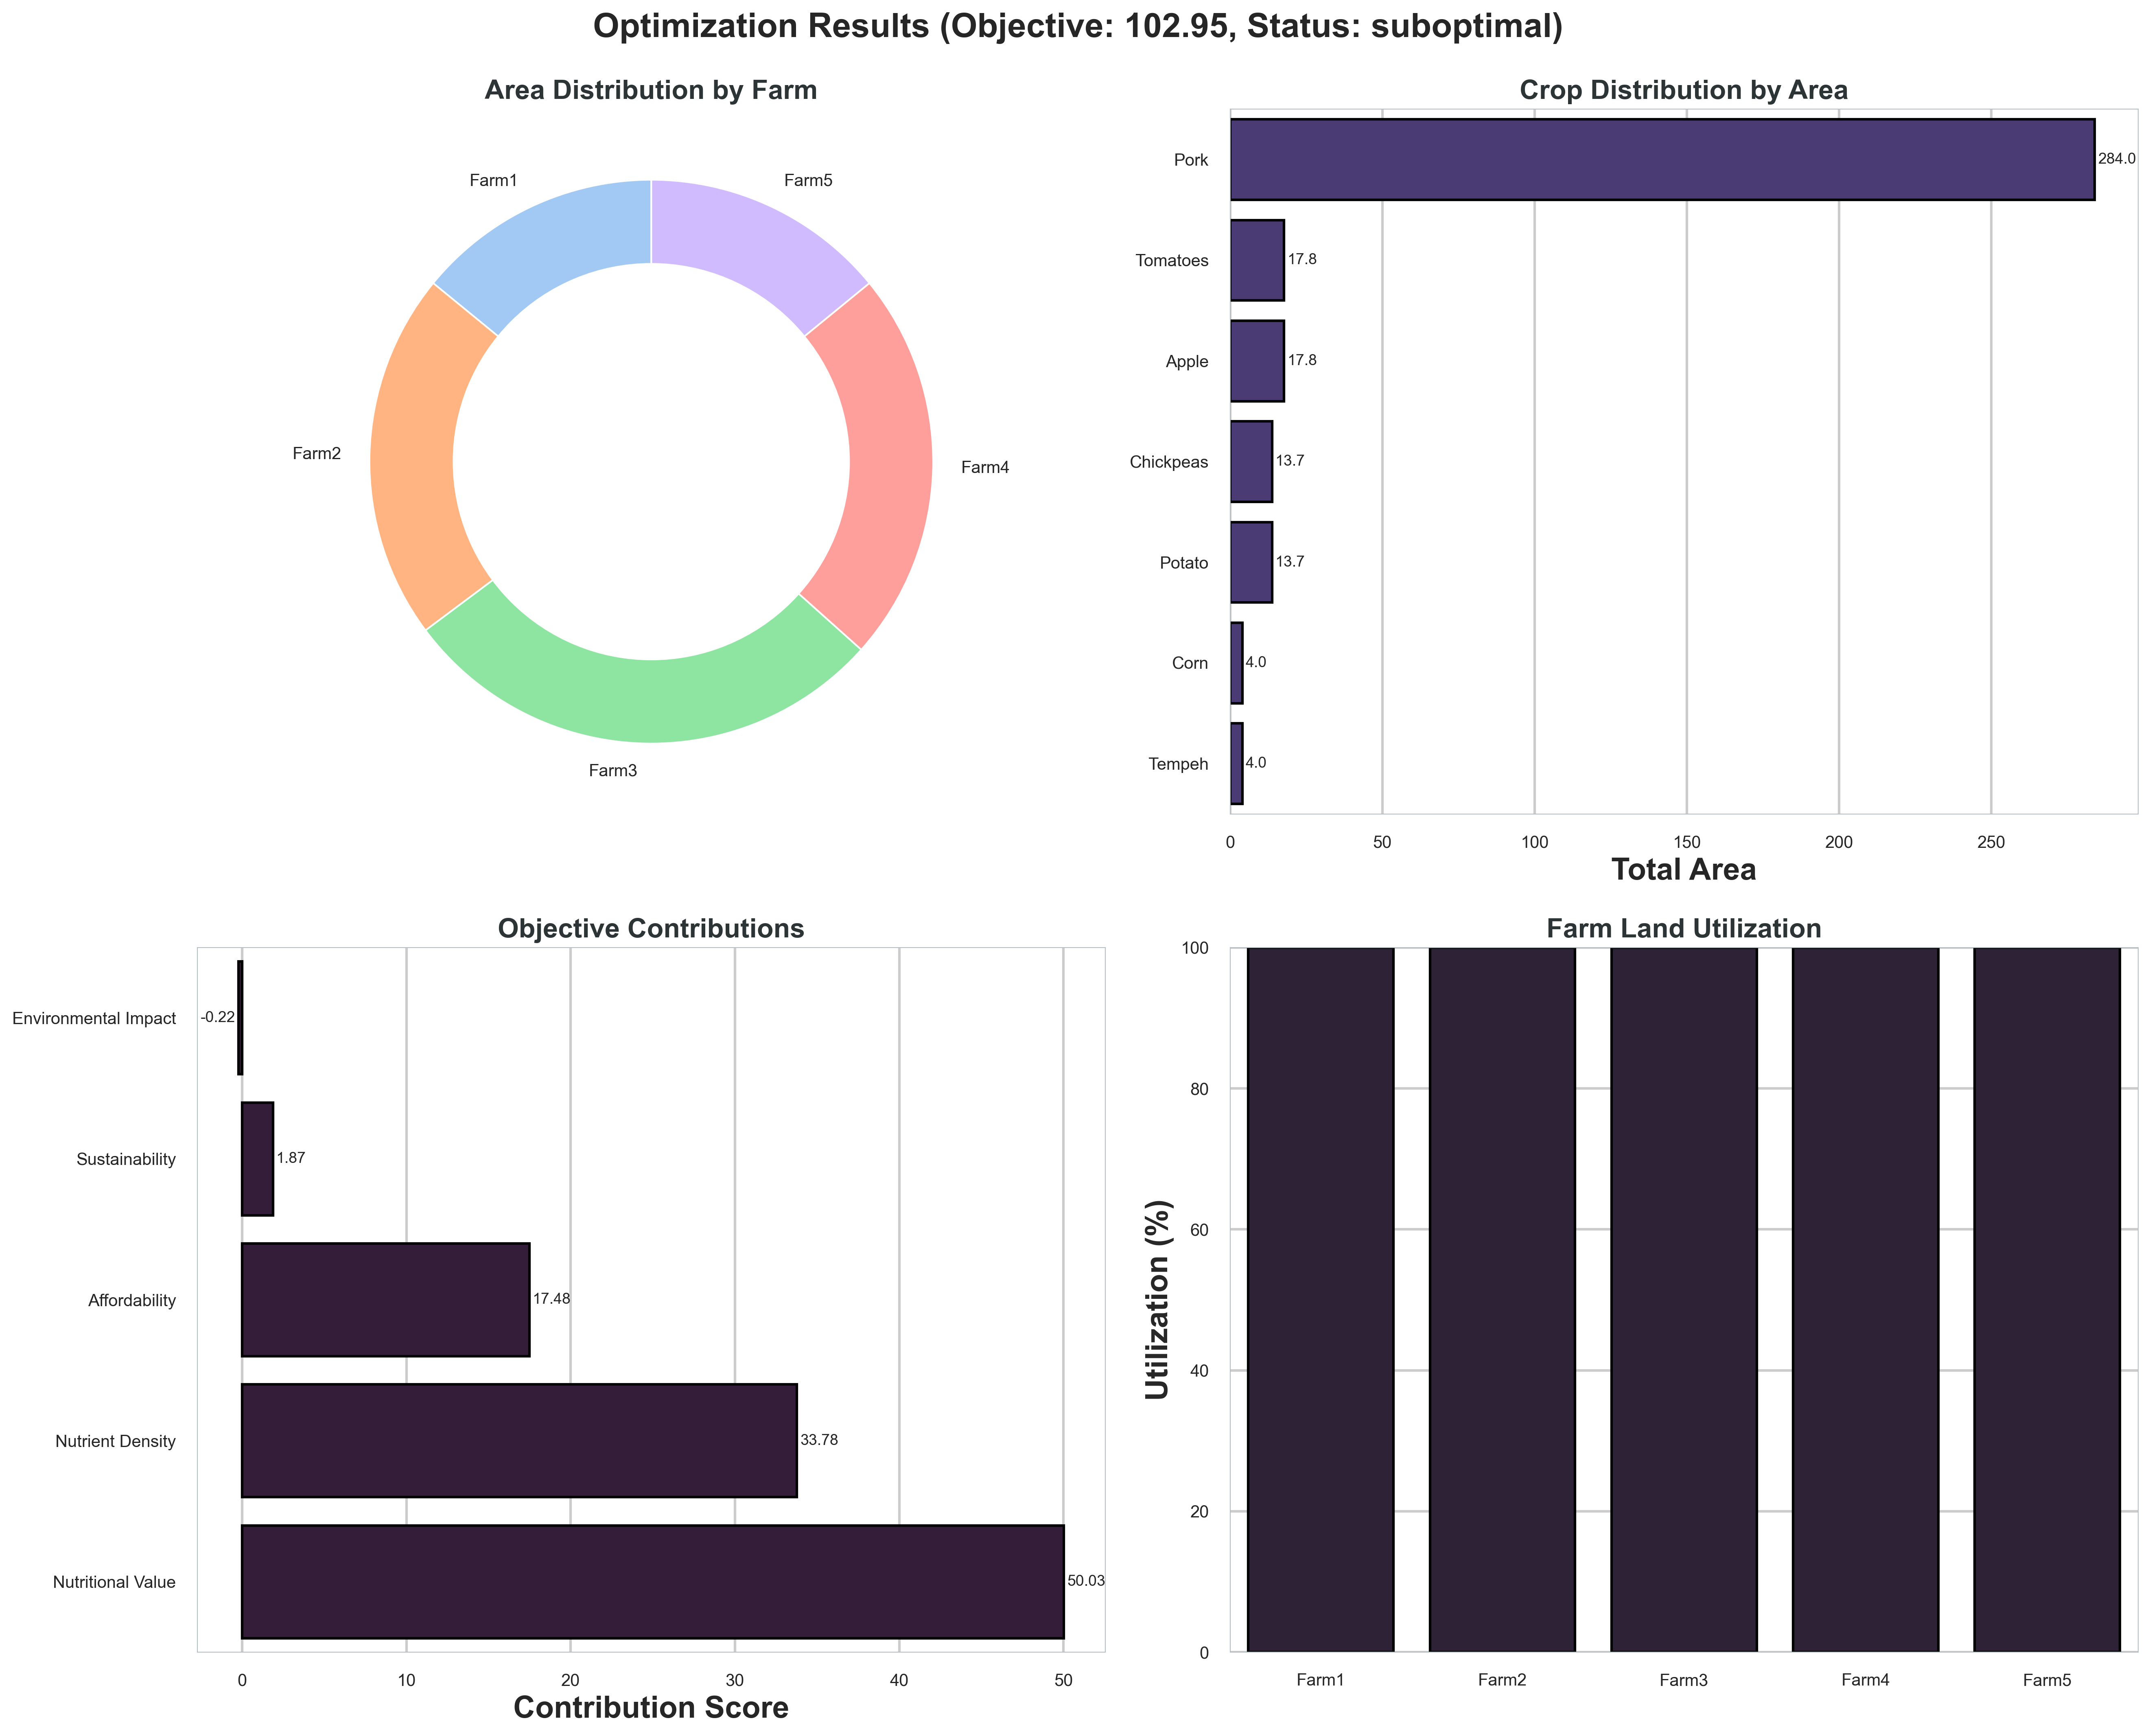 Optimization Results (Objective: 102.95, Status: suboptimal)
Area Distribution by Farm
Farm1
Farm5
Farm2
Farm4
Farm3
Crop Distribution by Area
Pork
284.0
Tomatoes
17.8
Apple
17.8
Chickpeas
13.7
Potato
13.7
Corn
4.0
Tempeh
4.0
0 50 100 150 200 250
Total Area
Objective Contributions
Environmental Impact
-0.22
Sustainability
1.87
Affordability
17.48
Nutrient Density
33.78
Nutritional Value
50.03
0 10 20 30 40 50
Contribution Score
Farm Land Utilization
Utilization (%)
100
80
60
40
20
0
Farm1 Farm2 Farm3 Farm4 Farm5